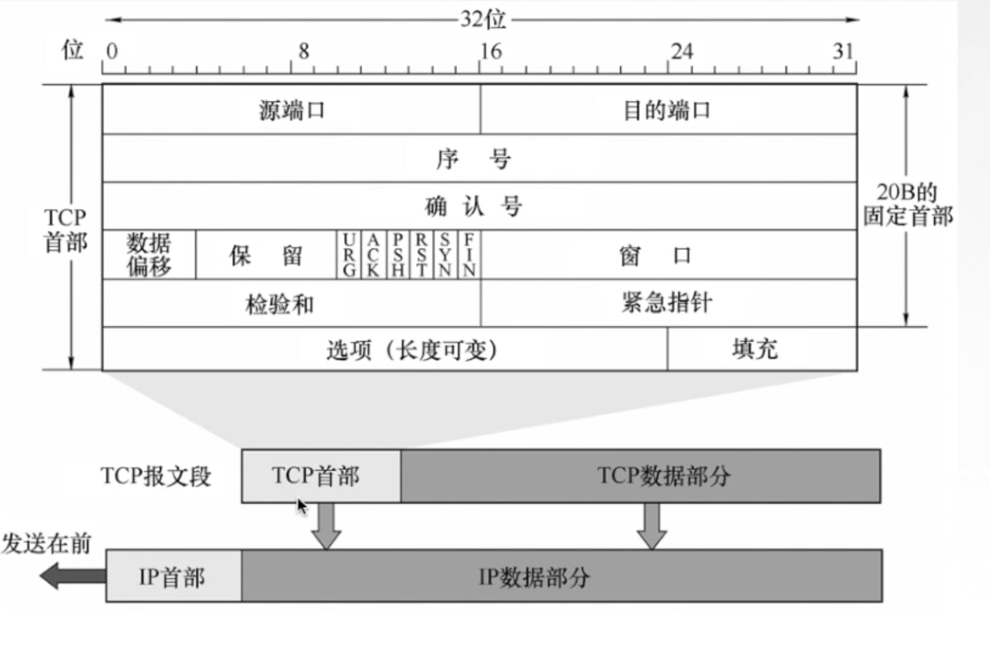 32位
位 0 8 16 24 31
源端口 目的端口
序 号
确 认 号
TCP
首部
20B的
固定首部
数据
偏移
保 留
URG
ACK
PSH
RST
SYN
FIN
窗 口
检验和 紧急指针
选项（长度可变） 填充
TCP报文段 TCP首部 TCP数据部分
发送在前
IP首部 IP数据部分